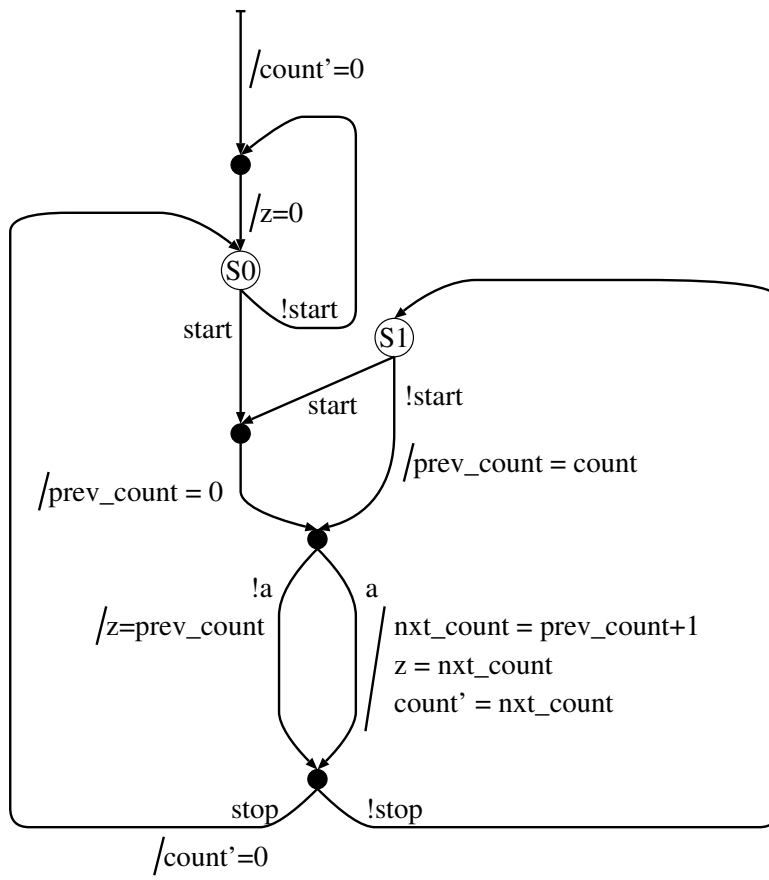 /count’=0
/z=0
S0
!start
start
S1
start
!start
/prev_count = count
/prev_count = 0
!a
a
/z=prev_count
/ nxt_count = prev_count+1
z = nxt_count
count’ = nxt_count
stop
!stop
/count’=0